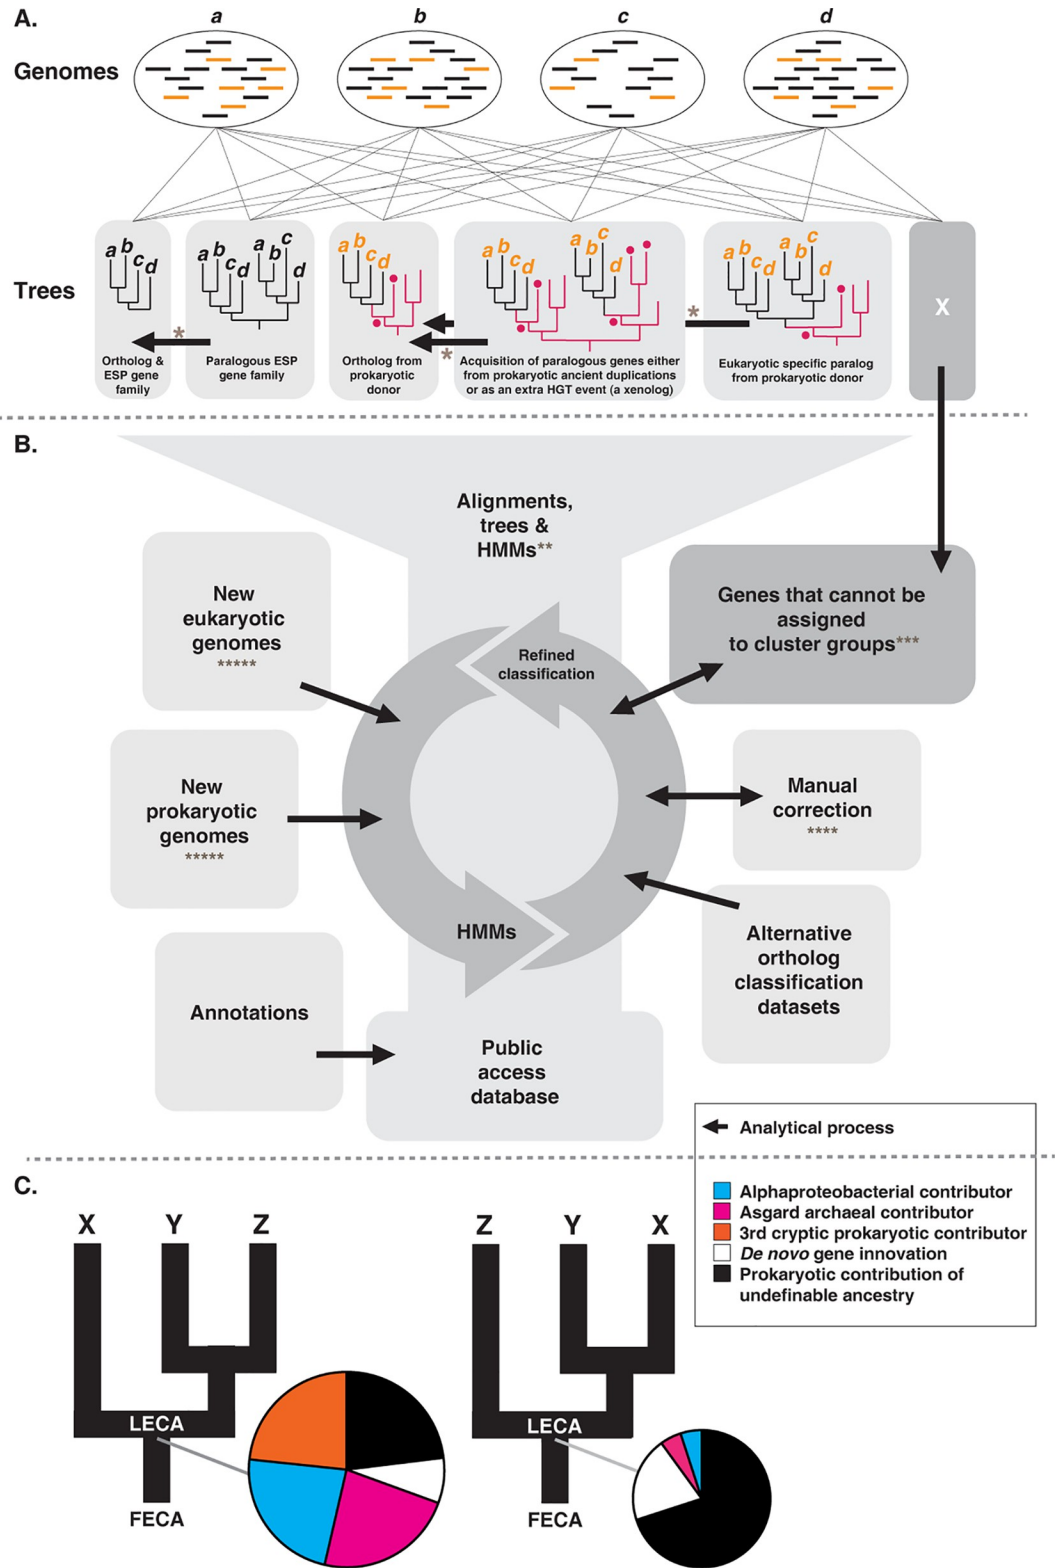 A.
a
b
c
d
Genomes
Trees
a
b
c
d
a
b
c
d
a
b
c
d
a
b
c
d
a
b
c
d
a
b
c
d
a
b
c
d
a
b
c
d
X
*
*
*
Ortholog &
ESP gene
family
Paralogous ESP
gene family
Ortholog from
prokaryotic
donor
Acquisition of paralogous genes either
from prokaryotic ancient duplications
or as an extra HGT event (a xenolog)
Eukaryotic specific paralog
from prokaryotic donor
B.
Alignments,
trees &
HMMs**
New
eukaryotic
genomes
*****
Genes that cannot be
assigned
to cluster groups***
Refined
classification
New
prokaryotic
genomes
*****
Manual
correction
****
HMMs
Alternative
ortholog
classification
datasets
Annotations
Public
access
database
Analytical process
Alphaproteobacterial contributor
Asgard archaeal contributor
3rd cryptic prokaryotic contributor
De novo gene innovation
Prokaryotic contribution of
undefinable ancestry
C.
X
Y
Z
LECA
FECA
Z
Y
X
LECA
FECA